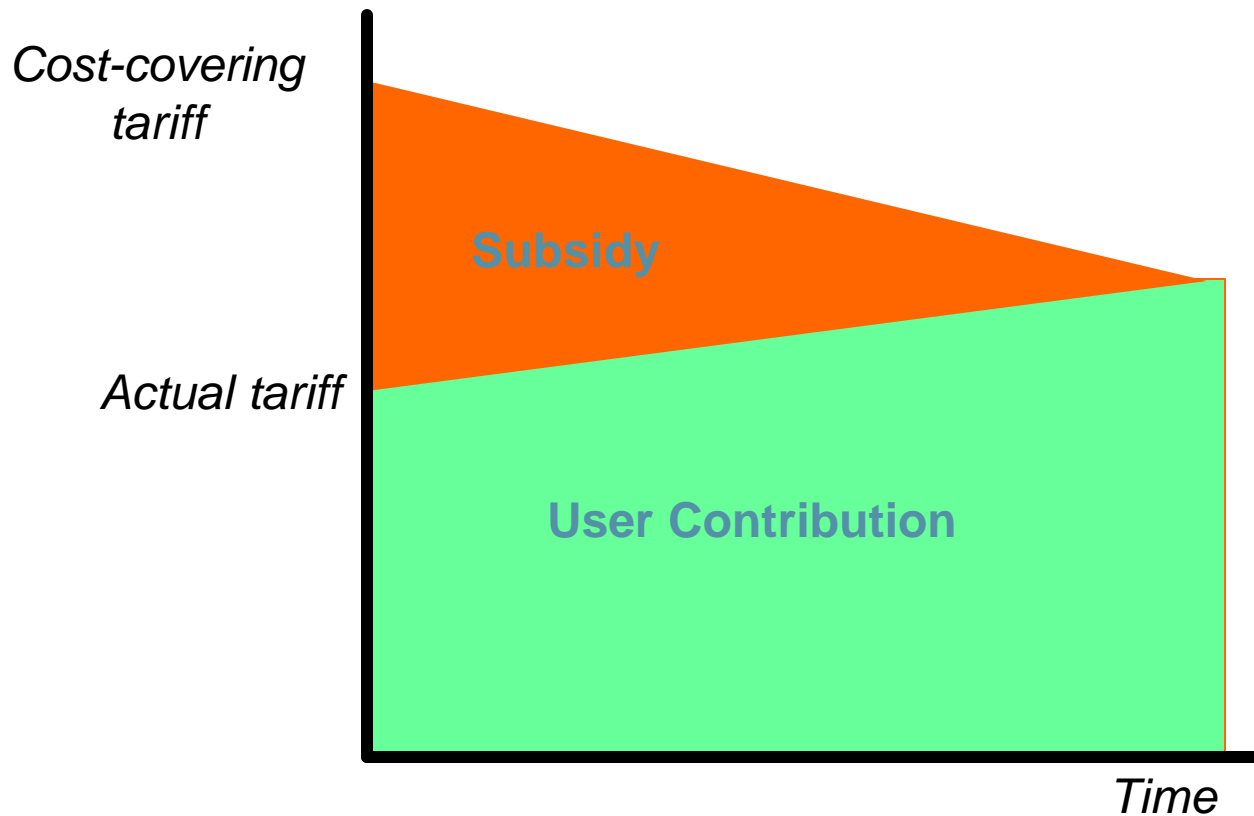 Cost-covering
tariff
Subsidy
Actual tariff
User Contribution
Time